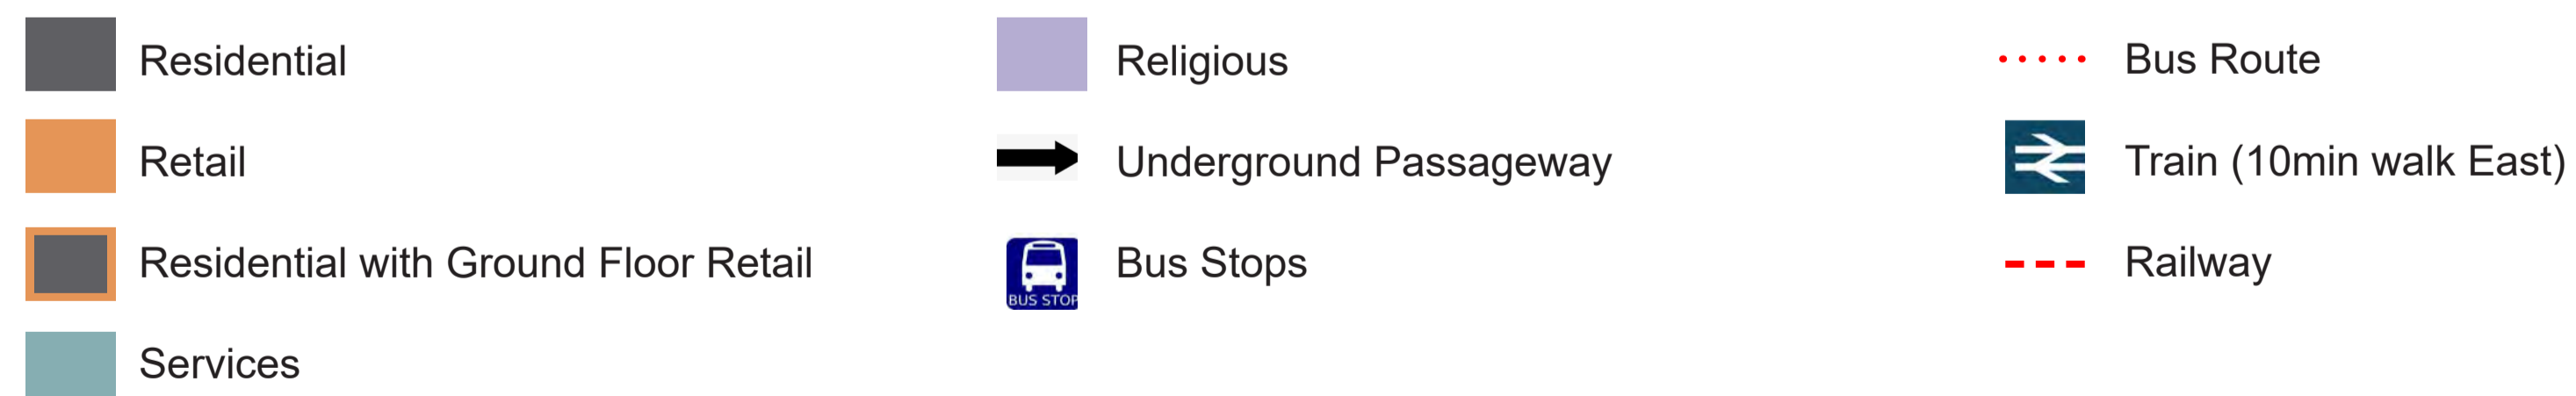 Residential
Retail
Residential with Ground Floor Retail
Services
Religious
Underground Passageway
BUS STOP
Bus Stops
Bus Route
Train (10min walk East)
Railway